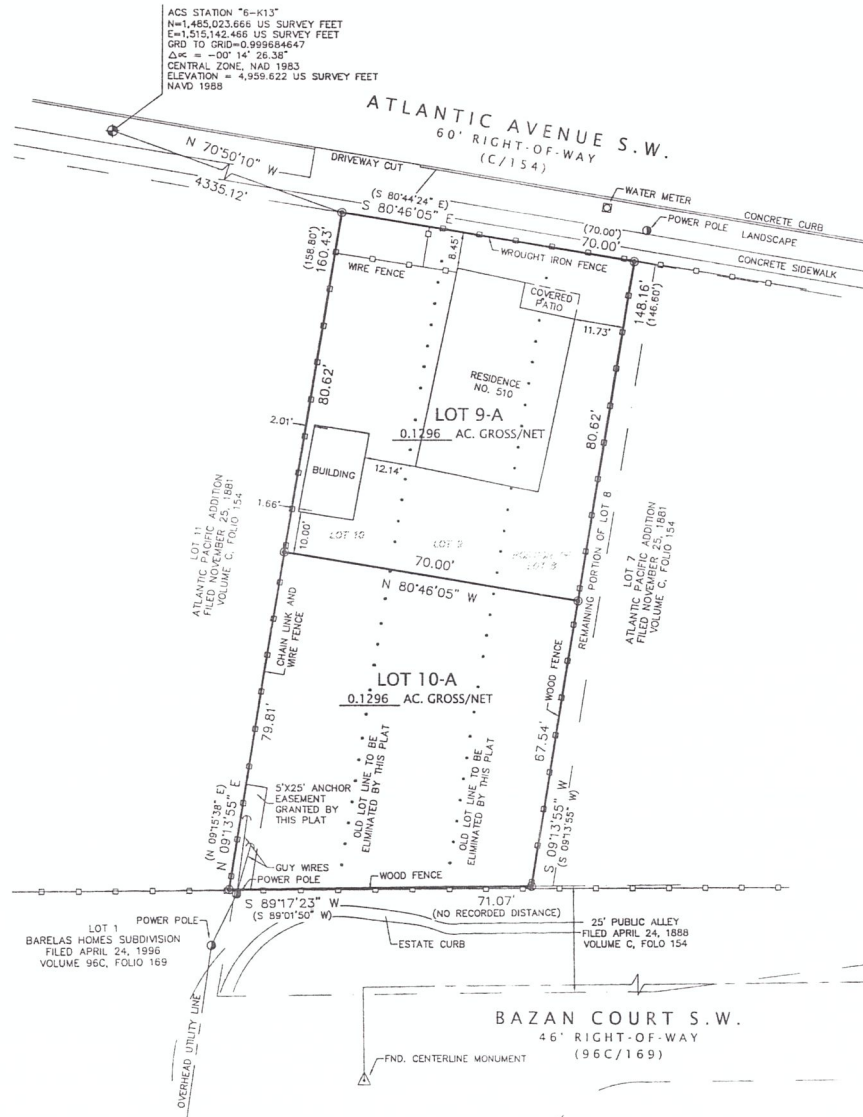 ACS STATION "6-K13"
N=1,485,023.666 US SURVEY FEET
E=1,515,142.466 US SURVEY FEET
GRD TO GRID=0.999684647
Δ∝ = -00° 14' 26.38"
CENTRAL ZONE, NAD 1983
ELEVATION = 4,959.622 US SURVEY FEET
NAVD 1988
ATLANTIC AVENUE S.W.
60' RIGHT-OF-WAY
(C/154)
N 70°50'10" W
4335.12'
DRIVEWAY CUT
(S 80°44'24" E)
S 80°46'05" E
WATER METER
(70.00')
70.00'
POWER POLE
LANDSCAPE
CONCRETE CURB
CONCRETE SIDEWALK
(158.80')
160.43'
WIRE FENCE
8.45'
WROUGHT IRON FENCE
COVERED
PATIO
11.73'
148.16'
(146.60')
80.62'
RESIDENCE
NO. 510
LOT 9-A
0.1296 AC. GROSS/NET
80.62'
2.01'
BUILDING
12.14'
1.66'
10.00'
LOT 10
LOT 9
LOT 8
LOT 11
ATLANTIC PACIFIC ADDITION
FILED NOVEMBER 25, 1881
VOLUME C, FOLIO 154
70.00'
N 80°46'05" W
REMAINING PORTION OF LOT 8
LOT 7
ATLANTIC PACIFIC ADDITION
FILED NOVEMBER 25, 1881
VOLUME C, FOLIO 154
CHAIN LINK AND
WIRE FENCE
LOT 10-A
0.1296 AC. GROSS/NET
WOOD FENCE
79.81'
67.54'
OLD LOT LINE TO BE
ELIMINATED BY THIS PLAT
OLD LOT LINE TO BE
ELIMINATED BY THIS PLAT
5'X25' ANCHOR
EASEMENT
GRANTED BY
THIS PLAT
(N 09°15'38" E)
N 09°13'55" E
S 09°13'55" W
(S 09°13'55" W)
GUY WIRES
POWER POLE
WOOD FENCE
S 89°17'23" W
71.07'
(S 89°01'50" W)
(NO RECORDED DISTANCE)
POWER POLE
LOT 1
BARELAS HOMES SUBDIVISION
FILED APRIL 24, 1996
VOLUME 96C, FOLIO 169
ESTATE CURB
25' PUBLIC ALLEY
FILED APRIL 24, 1888
VOLUME C, FOLO 154
OVERHEAD UTILITY LINE
BAZAN COURT S.W.
46' RIGHT-OF-WAY
(96C/169)
FND. CENTERLINE MONUMENT